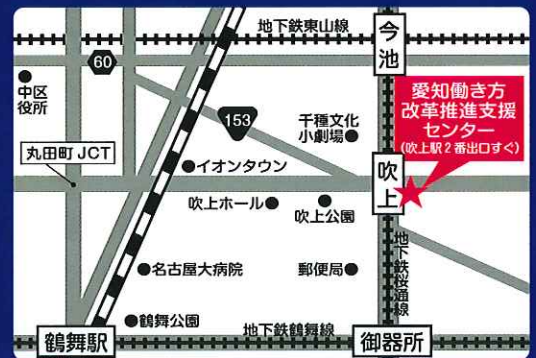 地下鉄東山線
今池
60
中区
役所
153
千種文化
小劇場
愛知働き方
改革推進支援
センター
(吹上駅2番出口すぐ)
丸田町JCT
イオンタウン
吹上
吹上ホール
吹上公園
地下鉄桜通線
名古屋大病院
郵便局
鶴舞公園
鶴舞駅
地下鉄鶴舞線
御器所